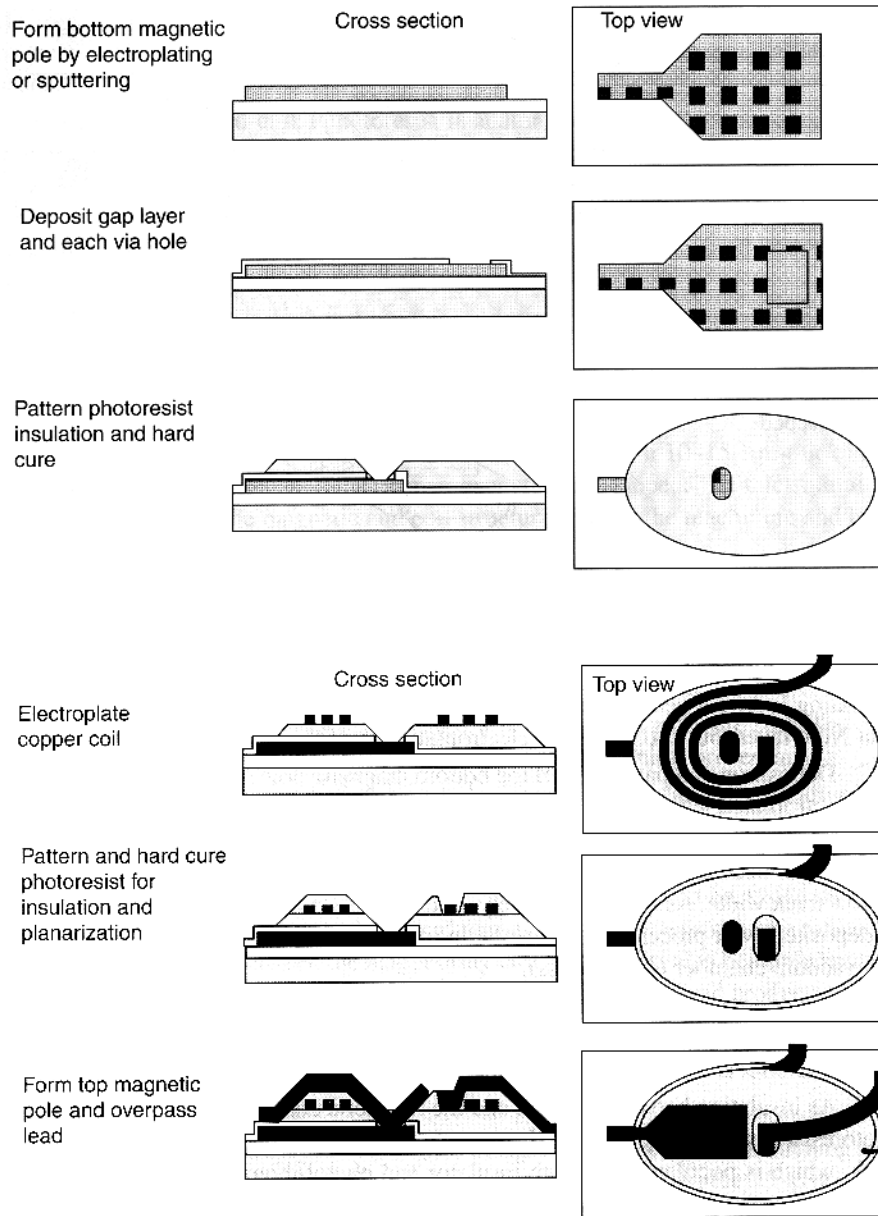 Form bottom magnetic
pole by electroplating
or sputtering
Cross section
Top view
Deposit gap layer
and each via hole
Pattern photoresist
insulation and hard
cure
Cross section
Top view
Electroplate
copper coil
Pattern and hard cure
photoresist for
insulation and
planarization
Form top magnetic
pole and overpass
lead